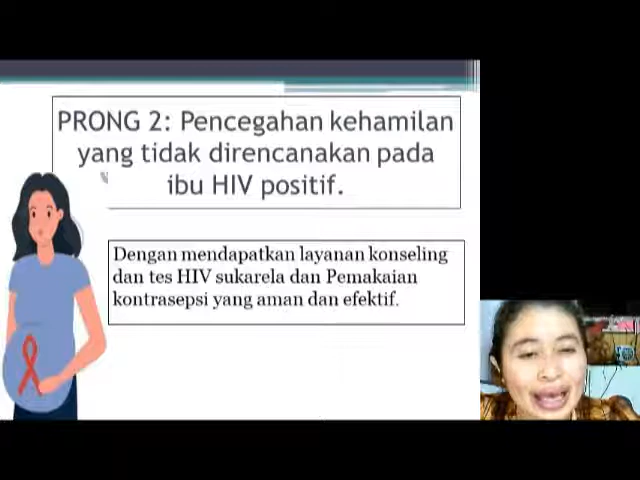 PRONG 2: Pencegahan kehamilan
yang tidak direncanakan pada
ibu HIV positif.
Dengan mendapatkan layanan konseling
dan tes HIV sukarela dan Pemakaian
kontrasepsi yang aman dan efektif.